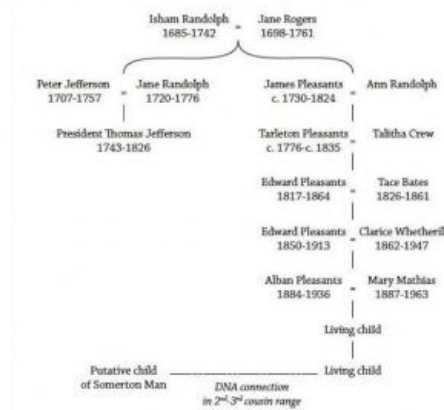 Isham Randolph - Jane Rogers
1685-1742 1698-1761
Peter Jefferson - Jane Randolph James Pleasants - Ann Randolph
1707-1757 1720-1776 c. 1730-1824
President Thomas Jefferson Tarleton Pleasants - Talitha Crew
1743-1826 c. 1776-c. 1835
Edward Pleasants - Tace Bates
1817-1864 1826-1861
Edward Pleasants - Clarice Whetheril
1850-1913 1862-1947
Alban Pleasants - Mary Mathias
1884-1936 1887-1963
Living child
Putative child Living child
of Somerton Man DNA connection
in 2nd-3rd cousin range